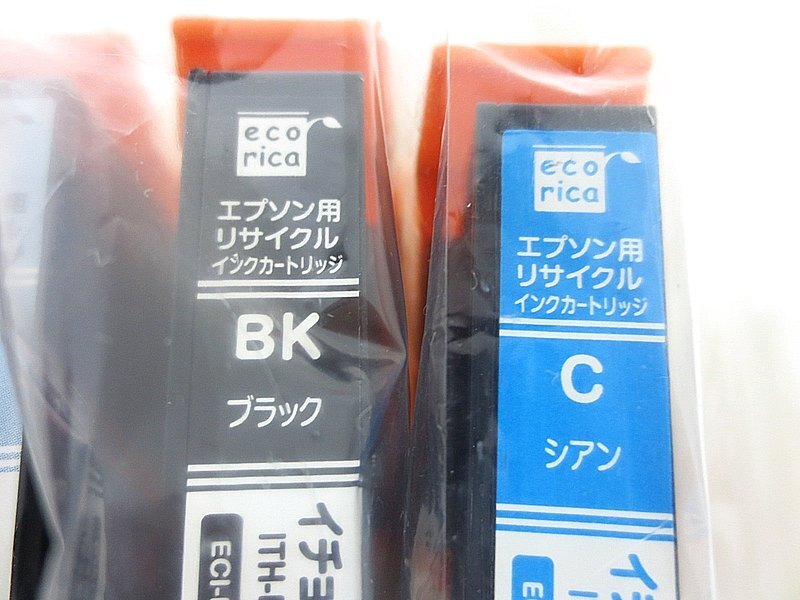 eco
rica
エプソン用
リサイクル
インクカートリッジ
BK
ブラック
イチョ
ITH-
ECI-
eco
rica
エプソン用
リサイクル
インクカートリッジ
C
シアン
イチ
E